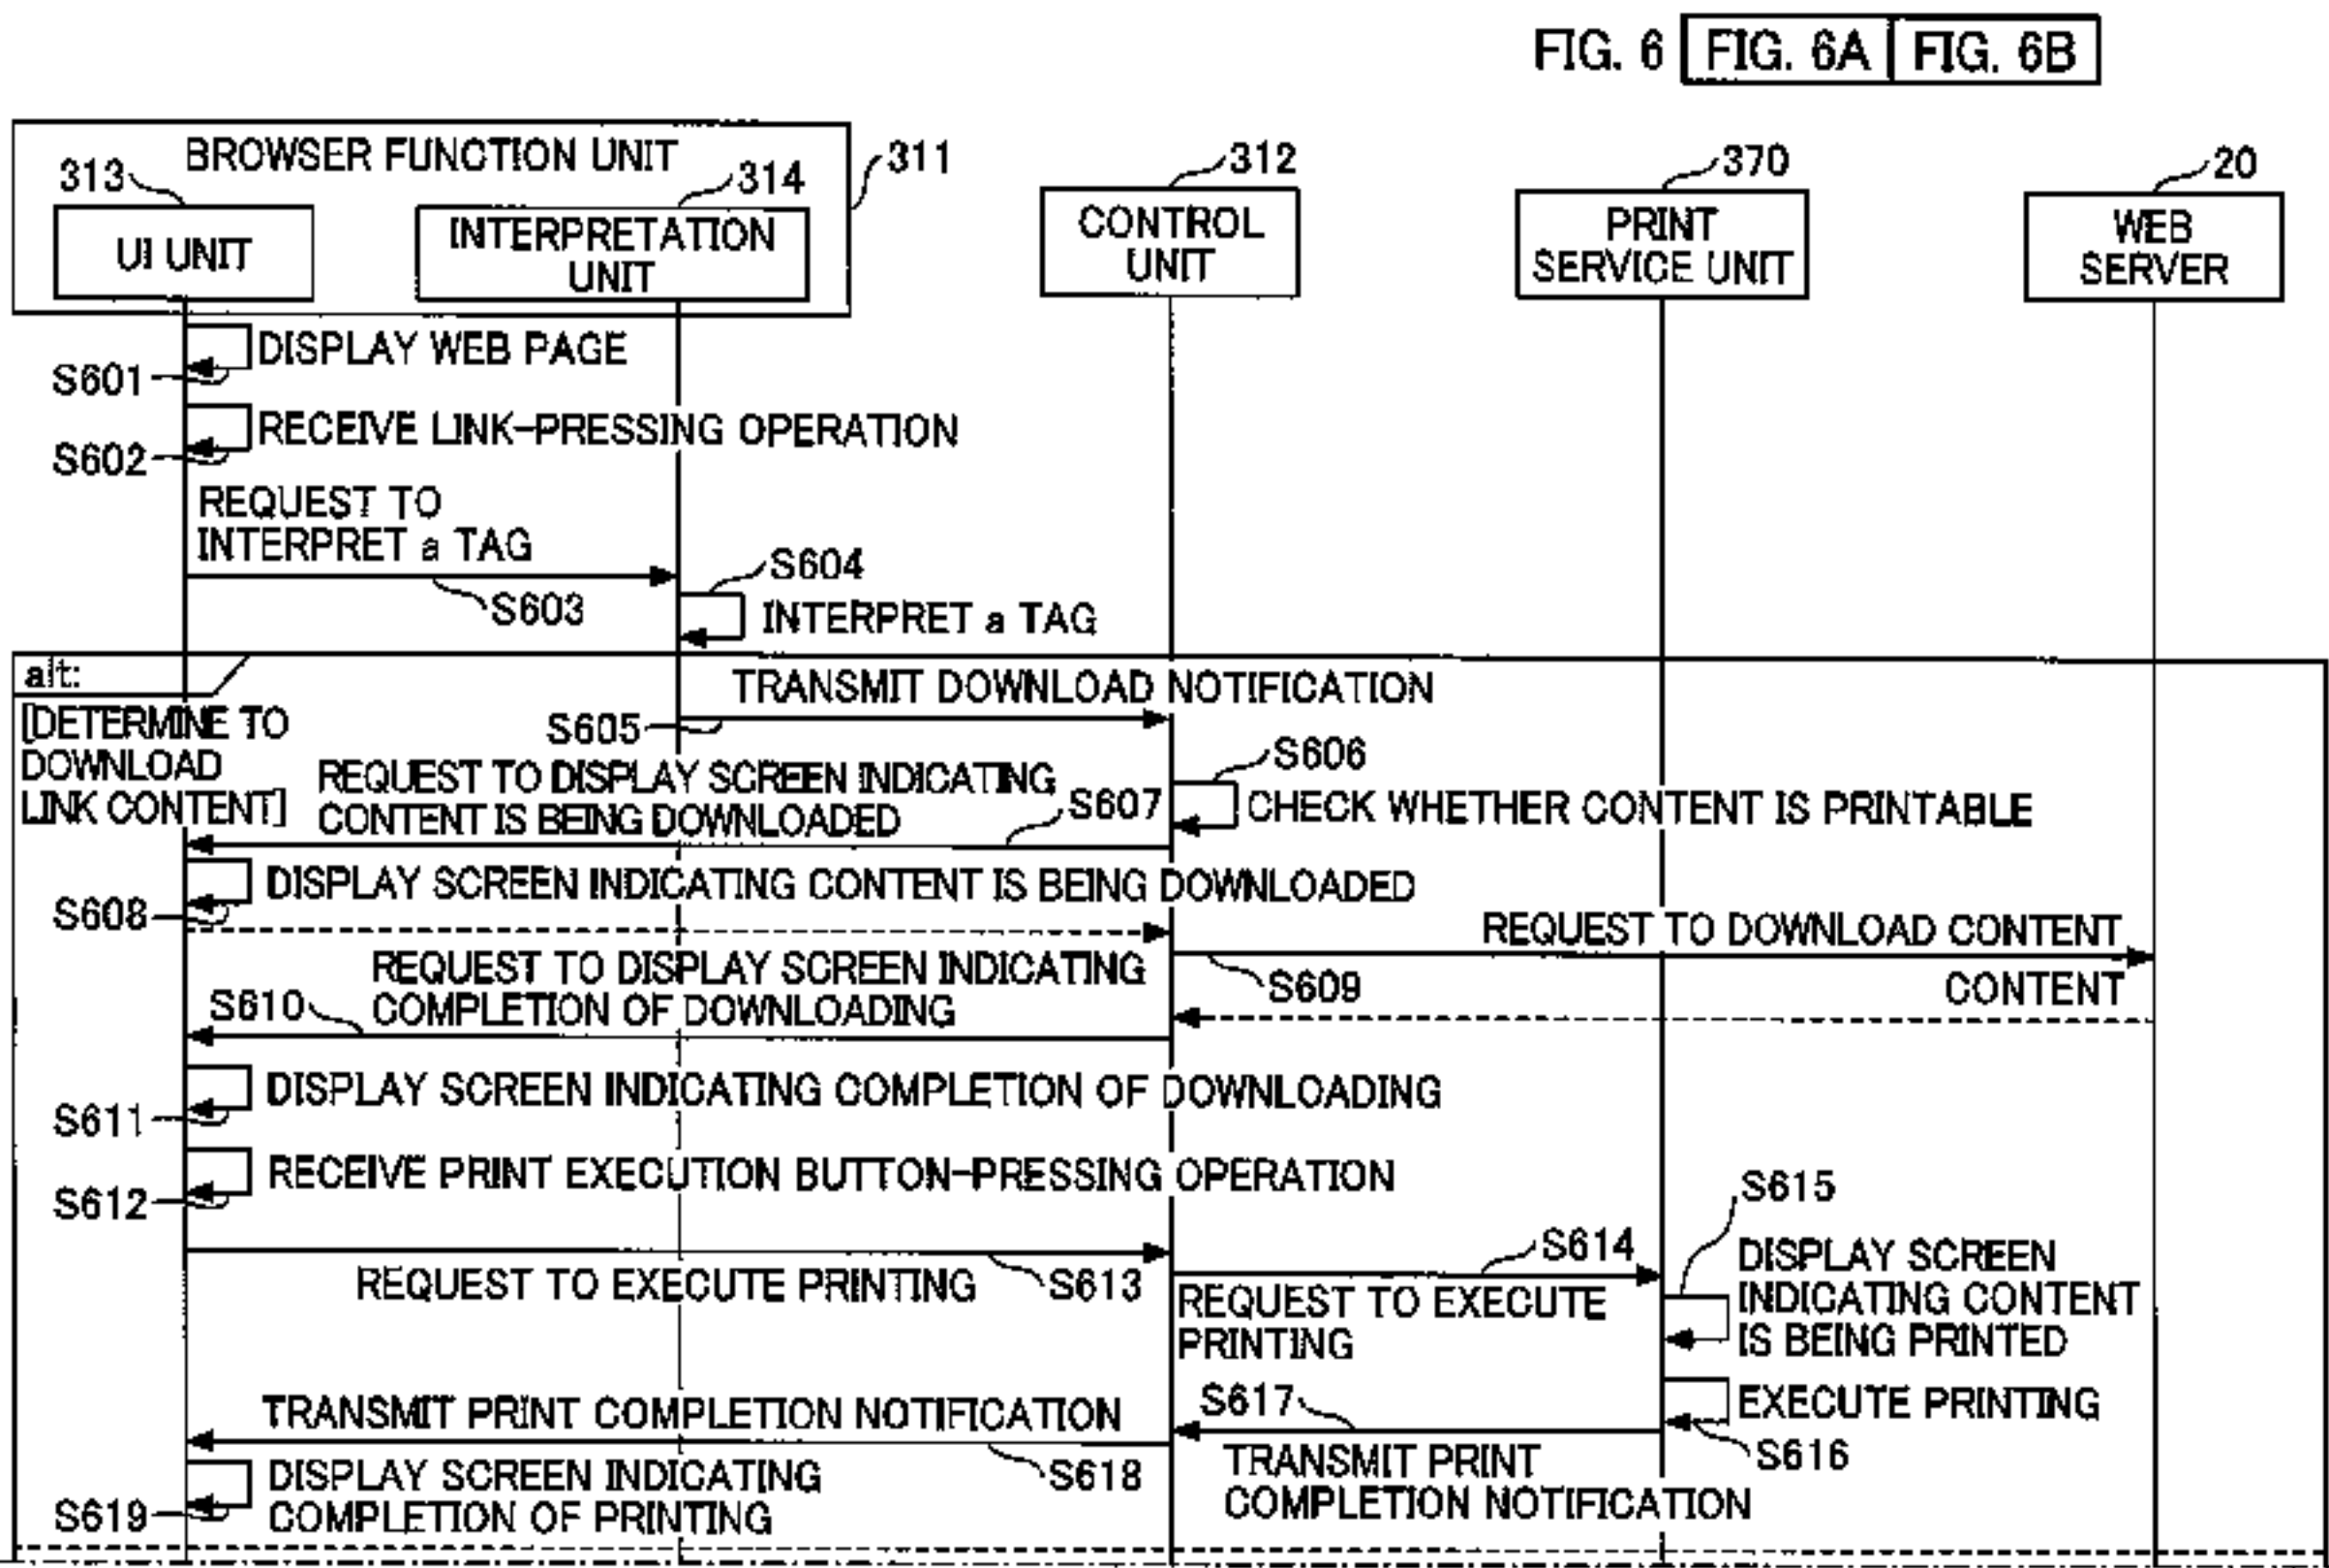 FIG. 6 FIG. 6A FIG. 6B
BROWSER FUNCTION UNIT
311
313
314
312
370
20
UI UNIT
INTERPRETATION
UNIT
CONTROL
UNIT
PRINT
SERVICE UNIT
WEB
SERVER
DISPLAY WEB PAGE
S601
RECEIVE LINK-PRESSING OPERATION
S602
REQUEST TO
INTERPRET a TAG
S603
S604
INTERPRET a TAG
alt:
[DETERMINE TO
DOWNLOAD
LINK CONTENT]
TRANSMIT DOWNLOAD NOTIFICATION
S605
S606
CHECK WHETHER CONTENT IS PRINTABLE
REQUEST TO DISPLAY SCREEN INDICATING
CONTENT IS BEING DOWNLOADED
S607
DISPLAY SCREEN INDICATING CONTENT IS BEING DOWNLOADED
S608
REQUEST TO DOWNLOAD CONTENT
S609
CONTENT
REQUEST TO DISPLAY SCREEN INDICATING
COMPLETION OF DOWNLOADING
S610
DISPLAY SCREEN INDICATING COMPLETION OF DOWNLOADING
S611
RECEIVE PRINT EXECUTION BUTTON-PRESSING OPERATION
S612
REQUEST TO EXECUTE PRINTING
S613
S614
REQUEST TO EXECUTE
PRINTING
S615
DISPLAY SCREEN
INDICATING CONTENT
IS BEING PRINTED
EXECUTE PRINTING
S616
S617
TRANSMIT PRINT
COMPLETION NOTIFICATION
TRANSMIT PRINT COMPLETION NOTIFICATION
S618
DISPLAY SCREEN INDICATING
COMPLETION OF PRINTING
S619